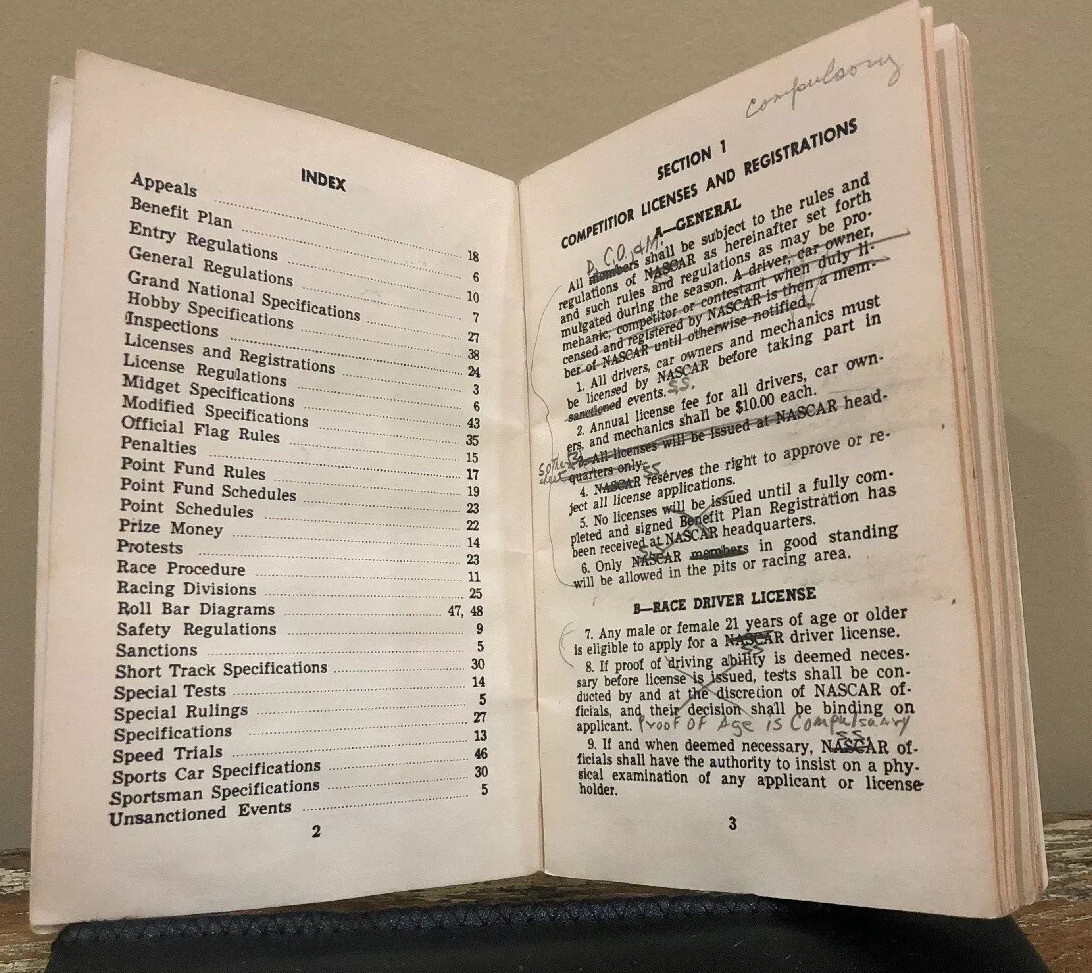 INDEX
Appeals 18
Benefit Plan 6
Entry Regulations 10
General Regulations 7
Grand National Specifications 27
Hobby Specifications 38
Inspections 24
Licenses and Registrations 3
License Regulations 6
Midget Specifications 43
Modified Specifications 35
Official Flag Rules 15
Penalties 17
Point Fund Rules 19
Point Fund Schedules 23
Point Schedules 22
Prize Money 14
Protests 23
Race Procedure 11
Racing Divisions 25
Roll Bar Diagrams 47, 48
Safety Regulations 9
Sanctions 5
Short Track Specifications 30
Special Tests 14
Special Rulings 5
Specifications 27
Speed Trials 13
Sports Car Specifications 46
Sportsman Specifications 30
Unsanctioned Events 5
2
compulsory
SECTION 1
COMPETITIOR LICENSES AND REGISTRATIONS
A—GENERAL
D, C.O, &M.
All members shall be subject to the rules and
regulations of NASCAR as hereinafter set forth
and such rules and regulations as may be pro-
mulgated during the season. A driver, car owner,
mehanic, competitor or contestant when duly li-
censed and registered by NASCAR is then a mem-
ber of NASCAR until otherwise notified.
1. All drivers, car owners and mechanics must
be licensed by NASCAR before taking part in
sanctioned events. S.S.
2. Annual license fee for all drivers, car own-
ers, and mechanics shall be $10.00 each.
3. All licenses will be issued at NASCAR head-
quarters only.
SS
4. NASCAR reserves the right to approve or re-
ject all license applications.
5. No licenses will be issued until a fully com-
pleted and signed Benefit Plan Registration has
been received at NASCAR headquarters.
SS
6. Only NASCAR members in good standing
will be allowed in the pits or racing area.
B—RACE DRIVER LICENSE
7. Any male or female 21 years of age or older
is eligible to apply for a NASCAR driver license.
SS
8. If proof of driving ability is deemed neces-
sary before license is issued, tests shall be con-
ducted by and at the discretion of NASCAR of-
ficials, and their decision shall be binding on
applicant. Proof OF Age is Compulsary
S.S.
9. If and when deemed necessary, NASCAR of-
ficials shall have the authority to insist on a phy-
sical examination of any applicant or license
holder.
3